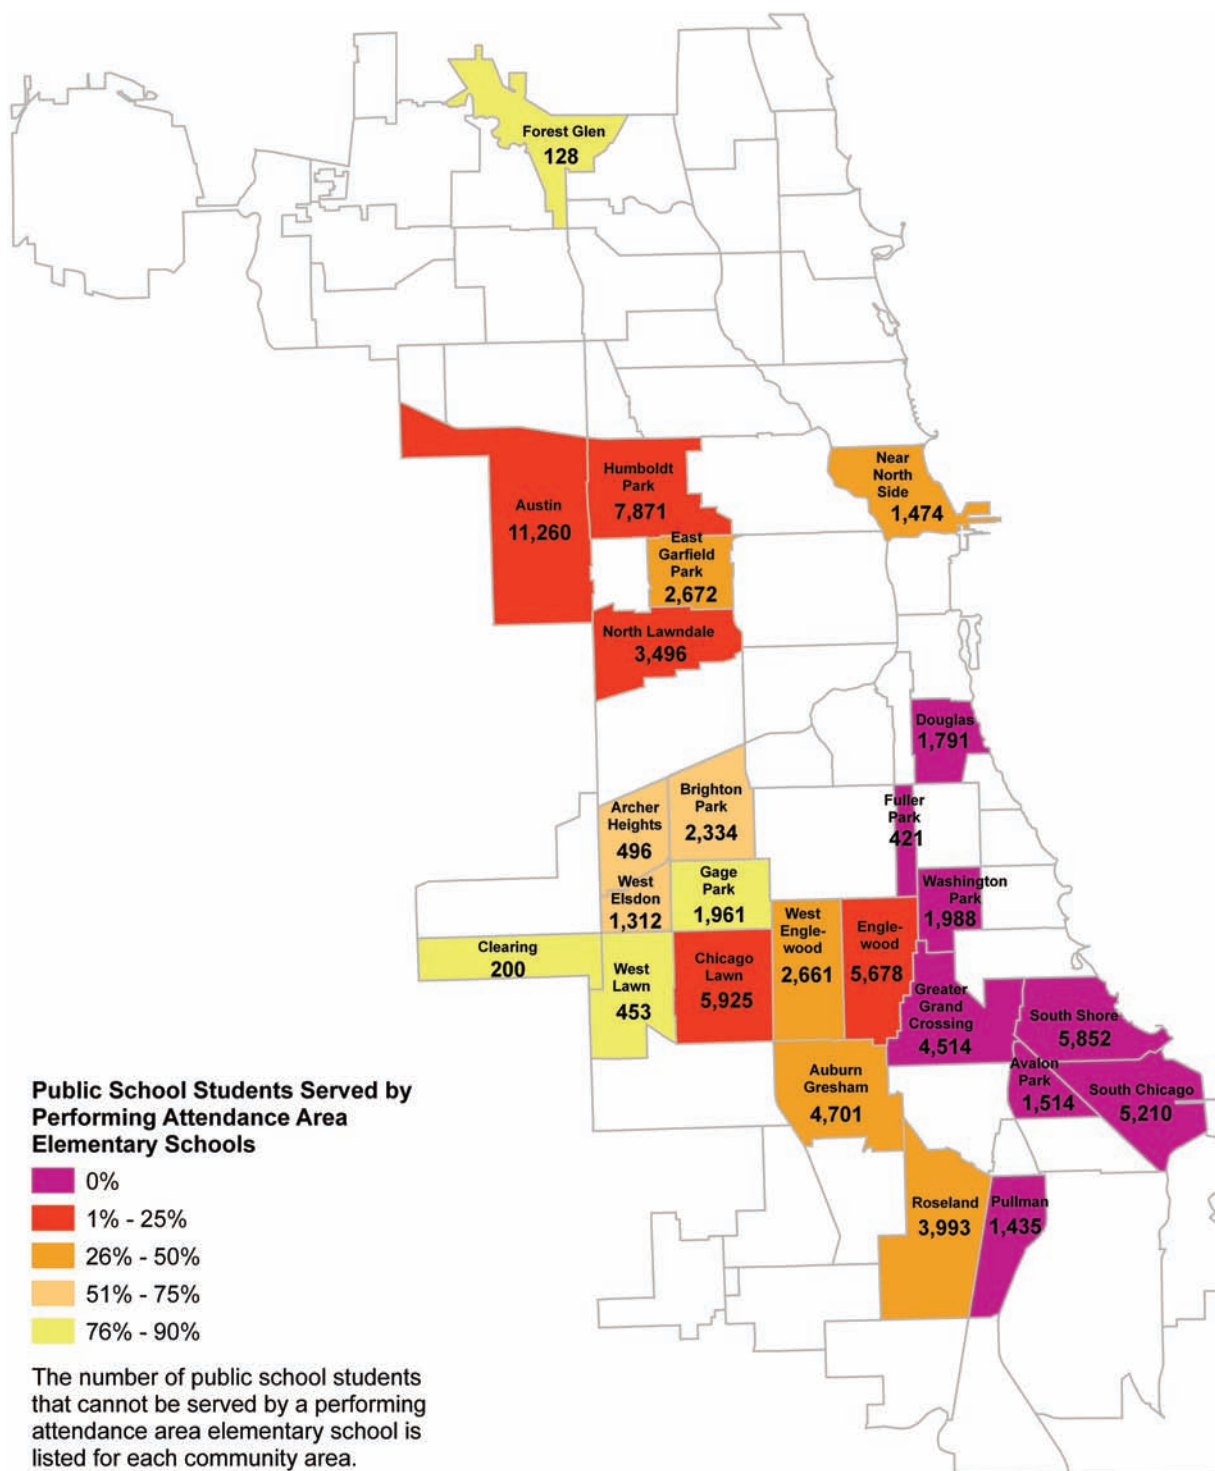 Forest Glen
128
Near
North
Side
1,474
Humboldt
Park
7,871
Austin
11,260
East
Garfield
Park
2,672
North Lawndale
3,496
Douglas
1,791
Brighton
Park
2,334
Archer
Heights
496
Fuller
Park
421
Gage
Park
1,961
West
Elsdon
1,312
Washington
Park
1,988
West
Engle-
wood
2,661
Engle-
wood
5,678
Clearing
200
West
Lawn
453
Chicago
Lawn
5,925
Greater
Grand
Crossing
4,514
South Shore
5,852
Avalon
Park
1,514
South Chicago
5,210
Auburn
Gresham
4,701
Roseland
3,993
Pullman
1,435
Public School Students Served by
Performing Attendance Area
Elementary Schools
0%
1% - 25%
26% - 50%
51% - 75%
76% - 90%
The number of public school students
that cannot be served by a performing
attendance area elementary school is
listed for each community area.